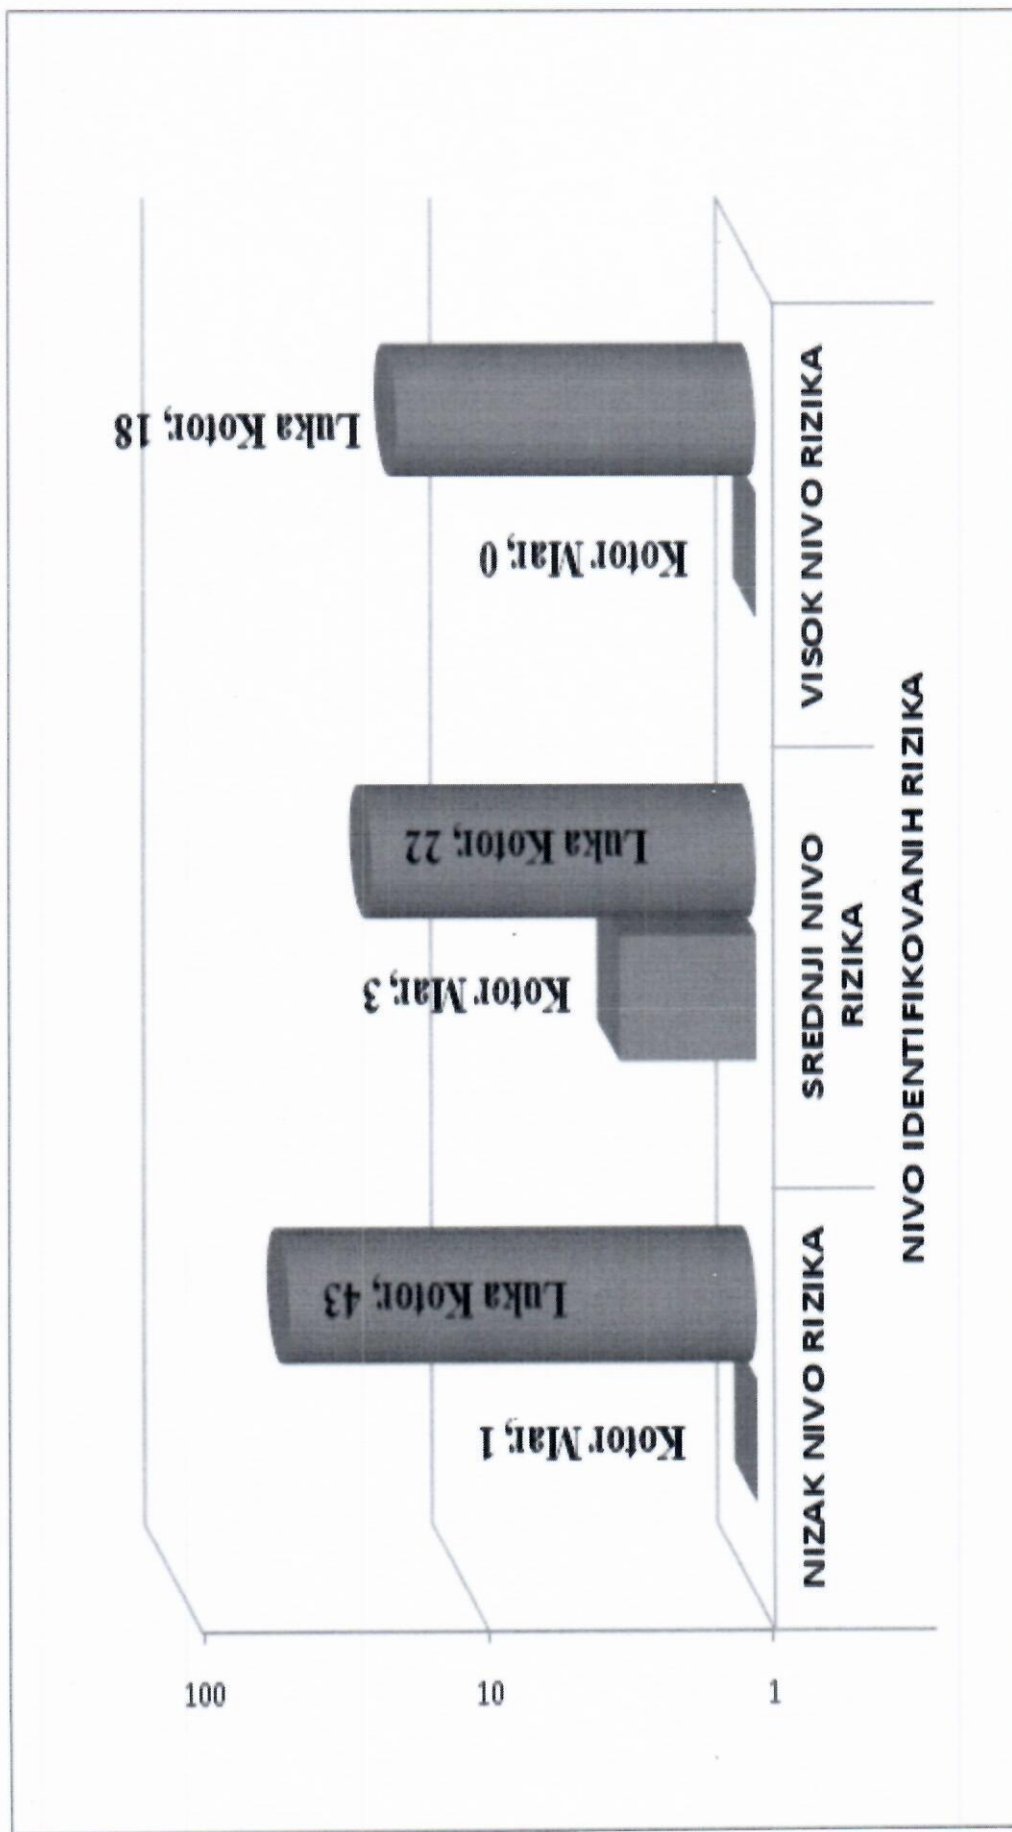 100
10
1
Kotor Mar, 1
Luka Kotor, 43
Kotor Mar, 3
Luka Kotor, 22
Kotor Mar, 0
Luka Kotor, 18
NIZAK NIVO RIZIKA
SREDNJI NIVO
RIZIKA
VISOK NIVO RIZIKA
NIVO IDENTIFIKOVANIH RIZIKA